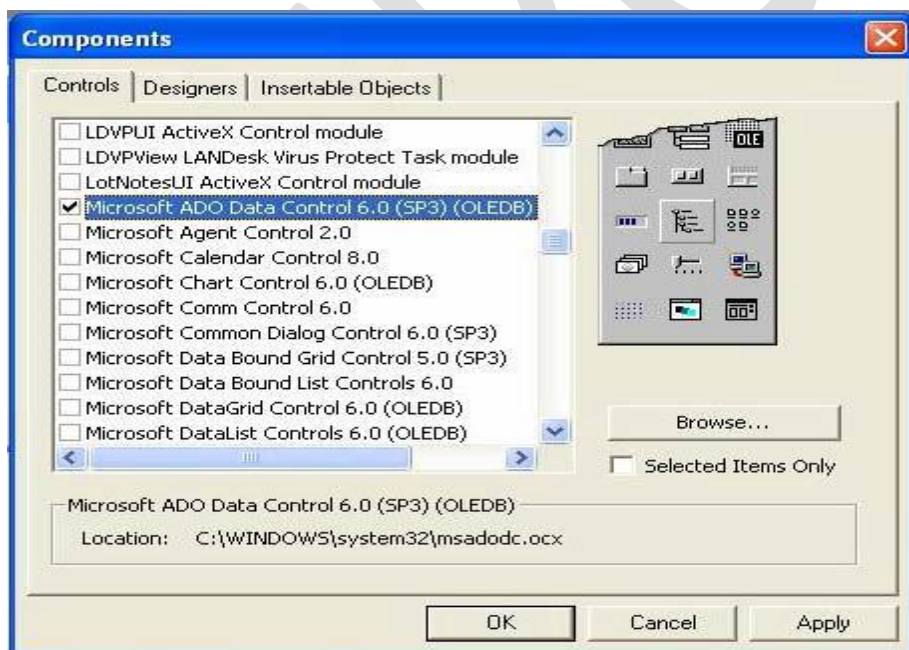 Components
Controls Designers Insertable Objects
LDVPUI ActiveX Control module
LDVPView LANDesk Virus Protect Task module
LotNotesUI ActiveX Control module
Microsoft ADO Data Control 6.0 (SP3) (OLEDB)
Microsoft Agent Control 2.0
Microsoft Calendar Control 8.0
Microsoft Chart Control 6.0 (OLEDB)
Microsoft Comm Control 6.0
Microsoft Common Dialog Control 6.0 (SP3)
Microsoft Data Bound Grid Control 5.0 (SP3)
Microsoft Data Bound List Controls 6.0
Microsoft DataGrid Control 6.0 (OLEDB)
Microsoft DataList Controls 6.0 (OLEDB)
OLE
Browse...
Selected Items Only
Microsoft ADO Data Control 6.0 (SP3) (OLEDB)
Location: C:\WINDOWS\system32\msadodc.ocx
OK Cancel Apply